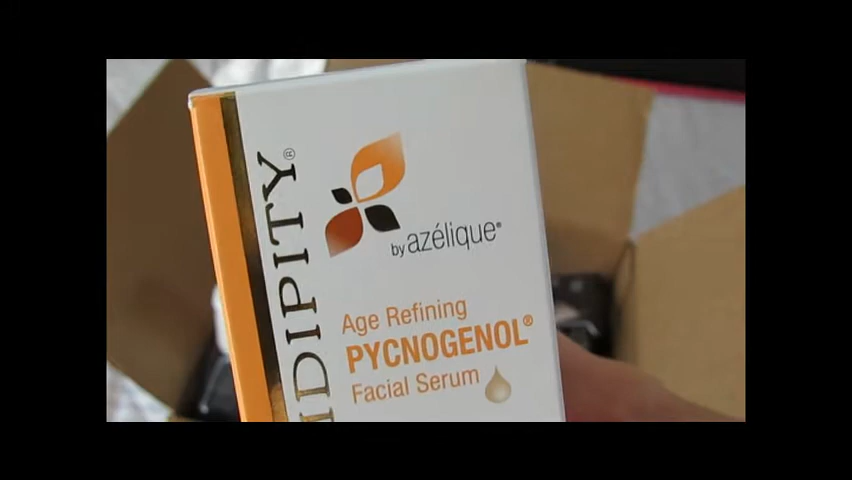 IDIPITY®
by azélique®
Age Refining
PYCNOGENOL®
Facial Serum